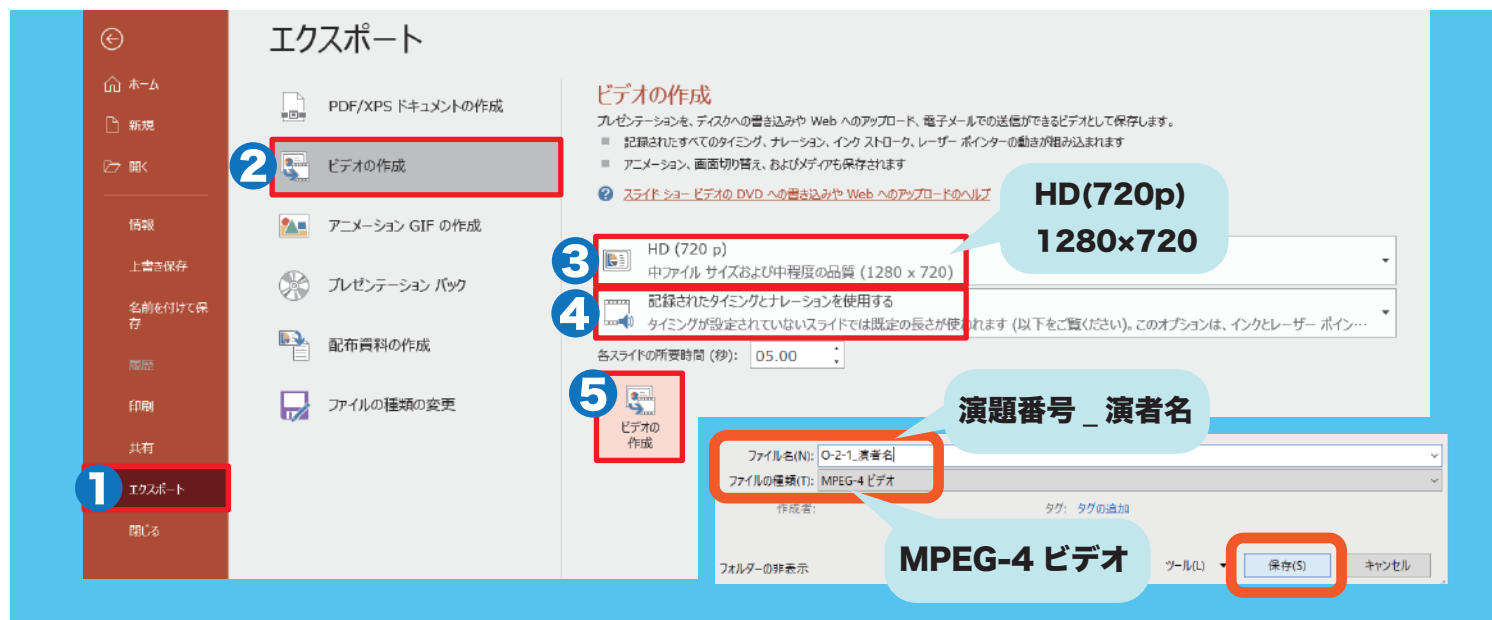 エクスポート
ホーム
新規
開く
情報
上書き保存
名前を付けて保
存
履歴
印刷
共有
1
エクスポート
閉じる
PDF/XPS ドキュメントの作成
2
ビデオの作成
アニメーション GIF の作成
プレゼンテーション パック
配布資料の作成
ファイルの種類の変更
ビデオの作成
プレゼンテーションを、ディスクへの書き込みや Web へのアップロード、電子メールでの送信ができるビデオとして保存します。
記録されたすべてのタイミング、ナレーション、インク ストローク、レーザー ポインターの動きが組み込まれます
アニメーション、画面切り替え、およびメディアも保存されます
スライド ショー ビデオの DVD への書き込みや Web へのアップロードのヘルプ
HD(720p)
1280×720
3
HD (720 p)
中ファイル サイズおよび中程度の品質 (1280 x 720)
4
記録されたタイミングとナレーションを使用する
タイミングが設定されていないスライドでは既定の長さが使われます (以下をご覧ください)。このオプションは、インクとレーザー ポイン…
各スライドの所要時間 (秒): 05.00
5
ビデオの
作成
演題番号 _ 演者名
ファイル名(N): O-2-1_演者名
ファイルの種類(T): MPEG-4 ビデオ
作成者:
タグ: タグの追加
MPEG-4 ビデオ
フォルダーの非表示
ツール(L)
保存(S)
キャンセル